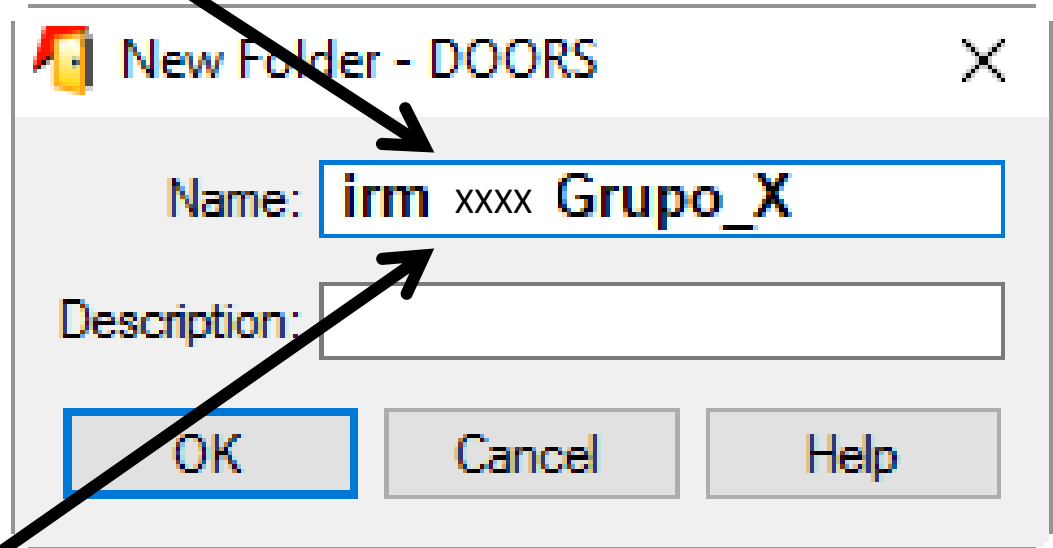 New Folder - DOORS
Name: irm xxxx Grupo_X
Description:
OK Cancel Help